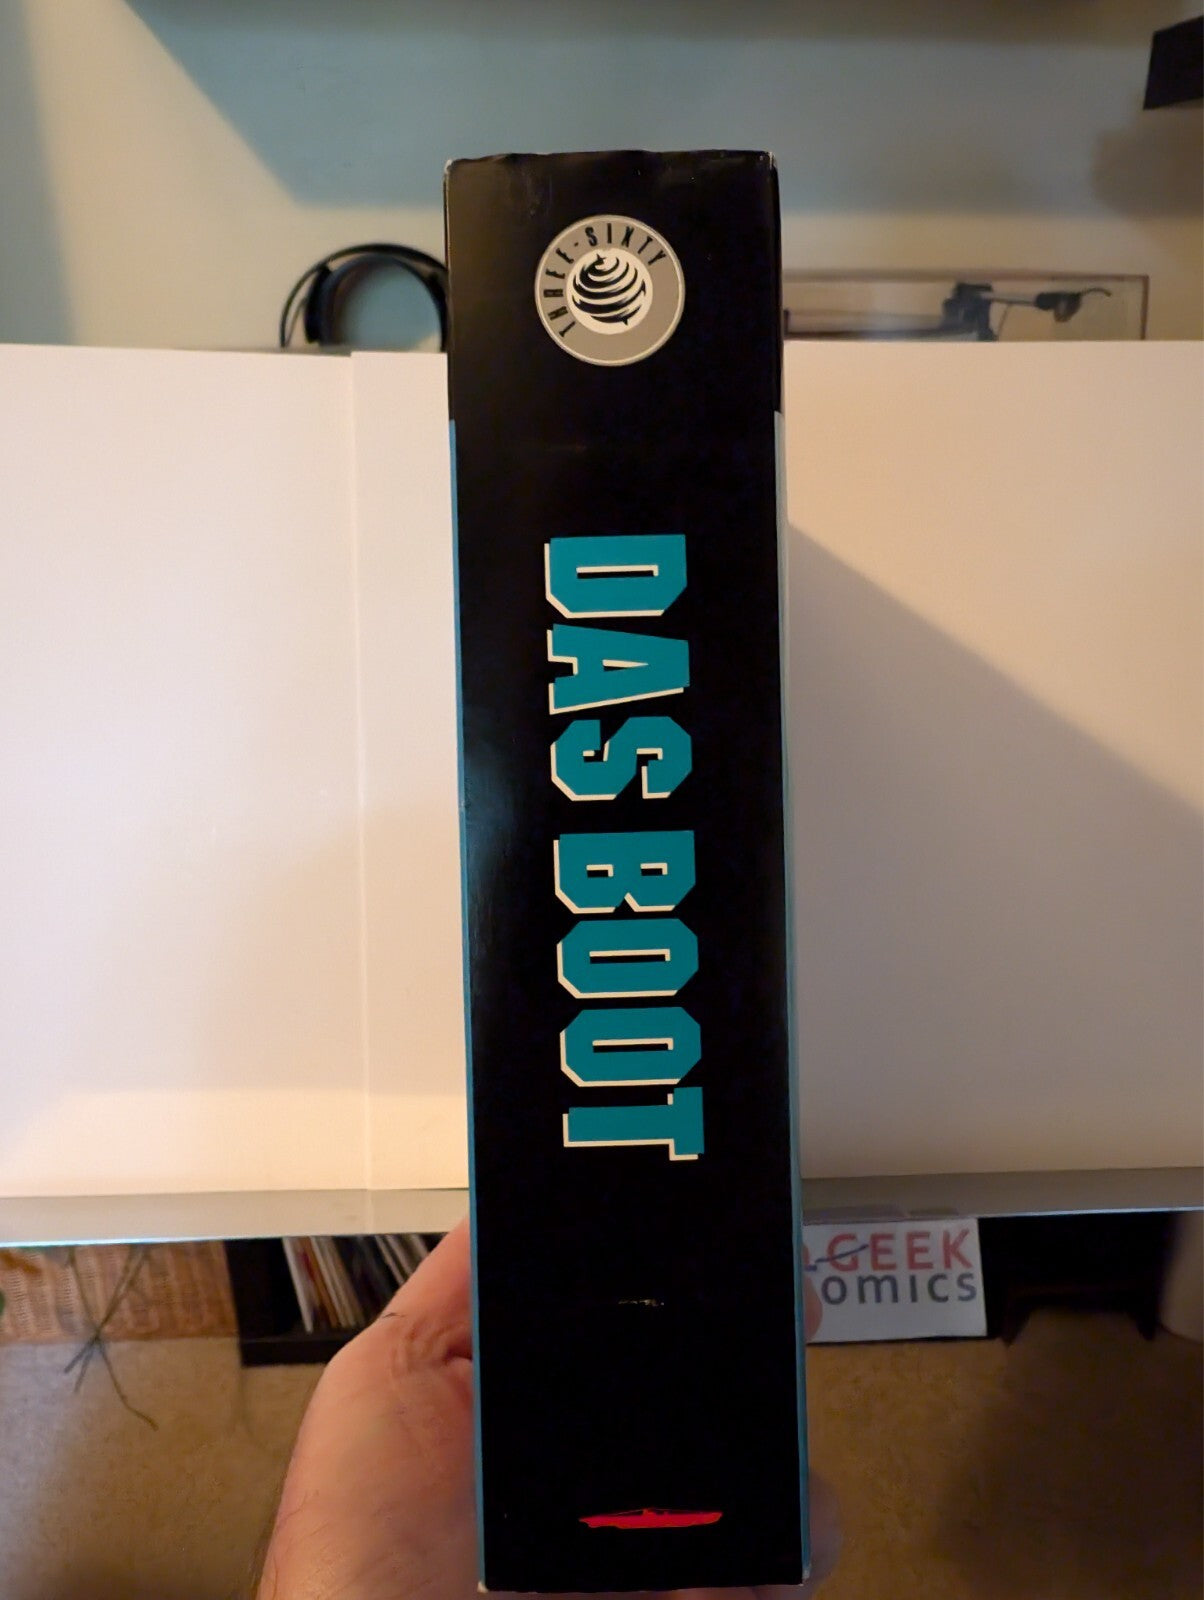 THREE-SIXTY
DAS BOOT
GEEK
OMICS